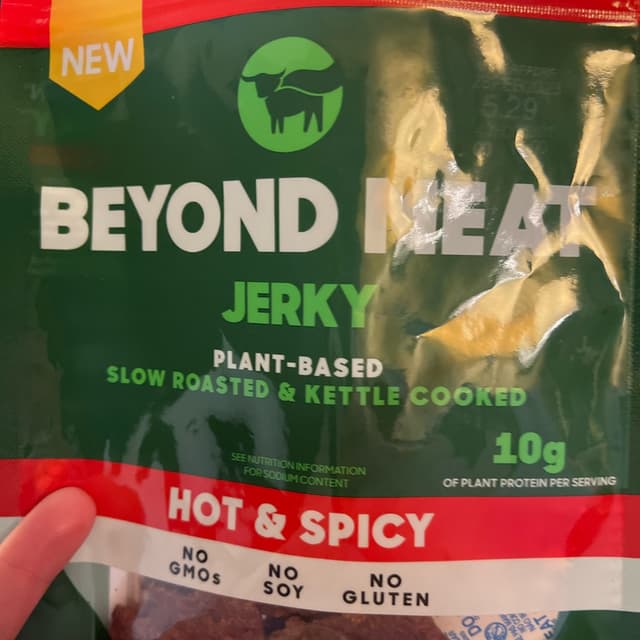 NEW
BEYOND MEAT
JERKY
PLANT-BASED
SLOW ROASTED & KETTLE COOKED
10g
OF PLANT PROTEIN PER SERVING
SEE NUTRITION INFORMATION
FOR SODIUM CONTENT
HOT & SPICY
NO
GMOs
NO
SOY
NO
GLUTEN